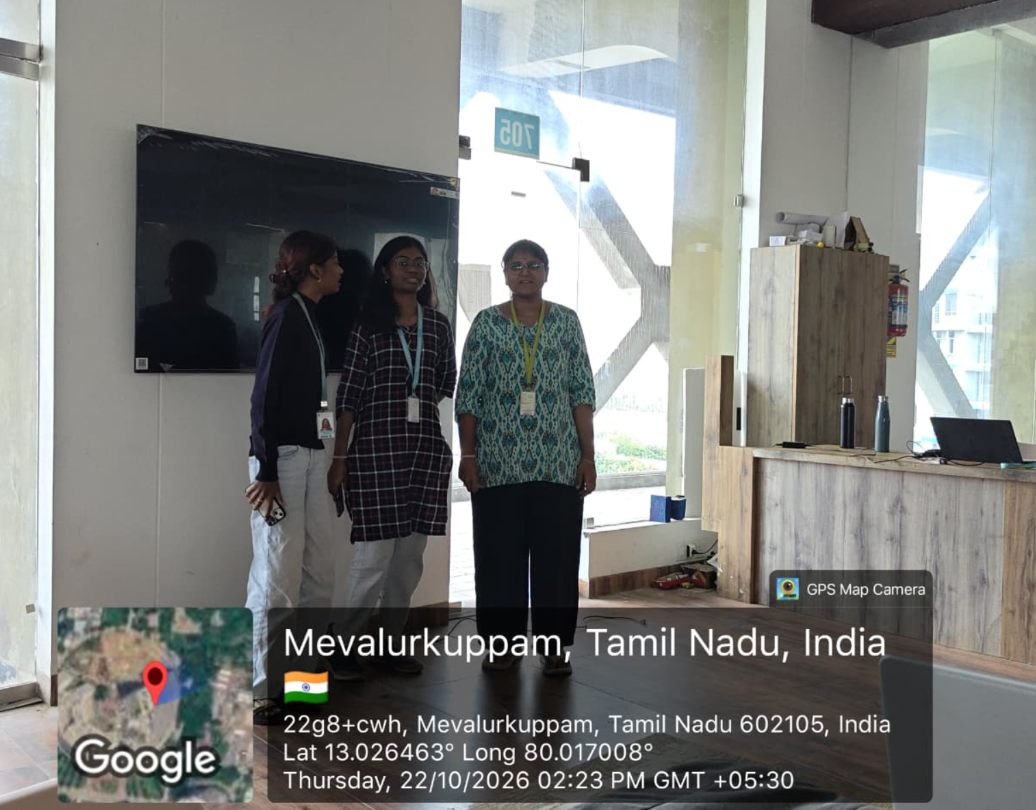 705
GPS Map Camera
Mevalurkuppam, Tamil Nadu, India
22g8+cwh, Mevalurkuppam, Tamil Nadu 602105, India
Lat 13.026463° Long 80.017008°
Thursday, 22/10/2026 02:23 PM GMT +05:30
Google